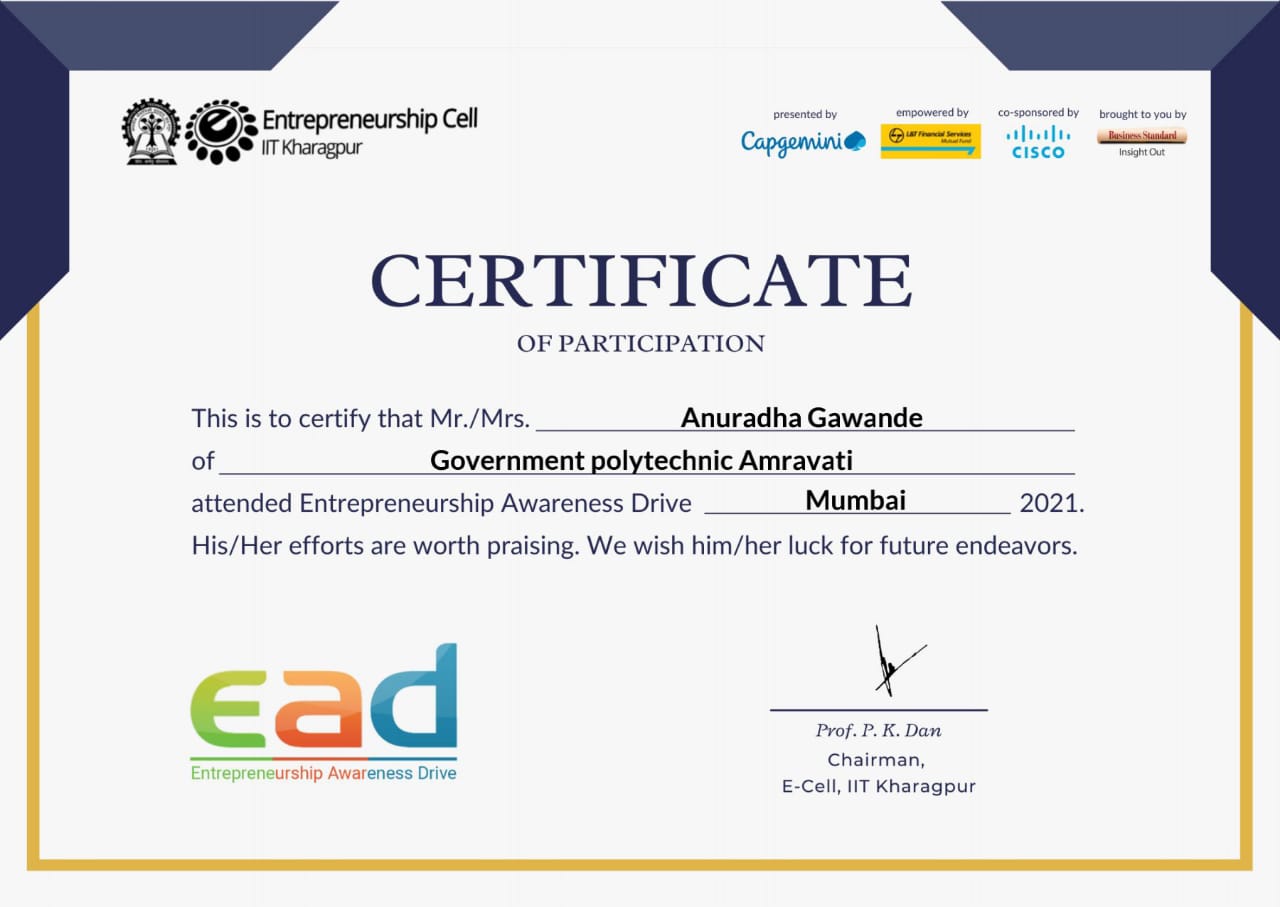 Entrepreneurship Cell
IIT Kharagpur
presented by
Capgemini
empowered by
L&T Financial Services
Mutual Fund
co-sponsored by
CISCO
brought to you by
Business Standard
Insight Out
CERTIFICATE
OF PARTICIPATION
This is to certify that Mr./Mrs. Anuradha Gawande
of Government polytechnic Amravati
attended Entrepreneurship Awareness Drive Mumbai 2021.
His/Her efforts are worth praising. We wish him/her luck for future endeavors.
ead
Entrepreneurship Awareness Drive
Prof. P. K. Dan
Chairman,
E-Cell, IIT Kharagpur